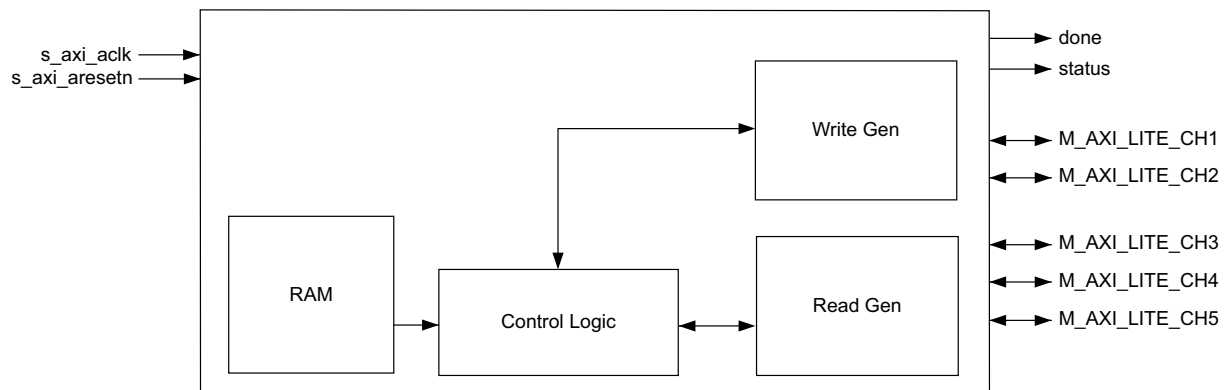 s_axi_aclk
s_axi_aresetn
done
status
Write Gen
M_AXI_LITE_CH1
M_AXI_LITE_CH2
RAM
Control Logic
Read Gen
M_AXI_LITE_CH3
M_AXI_LITE_CH4
M_AXI_LITE_CH5